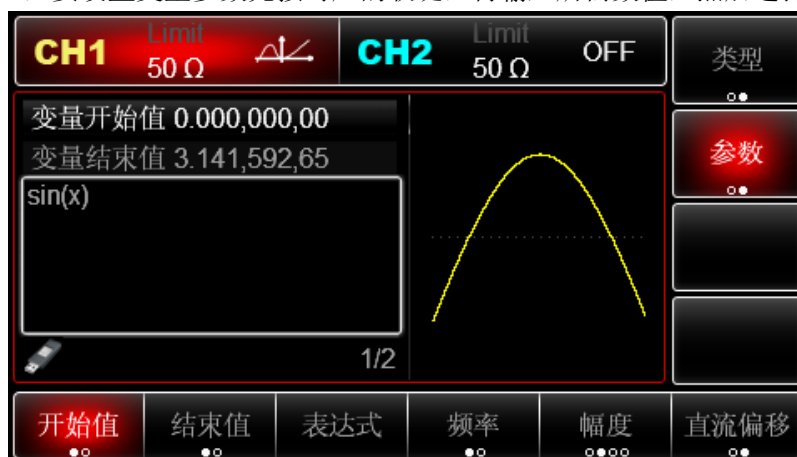 CH1 Limit 50 Ω
CH2 Limit 50 Ω OFF
类型
变量开始值 0.000,000,00
变量结束值 3.141,592,65
sin(x)
参数
1/2
开始值 结束值 表达式 频率 幅度 直流偏移